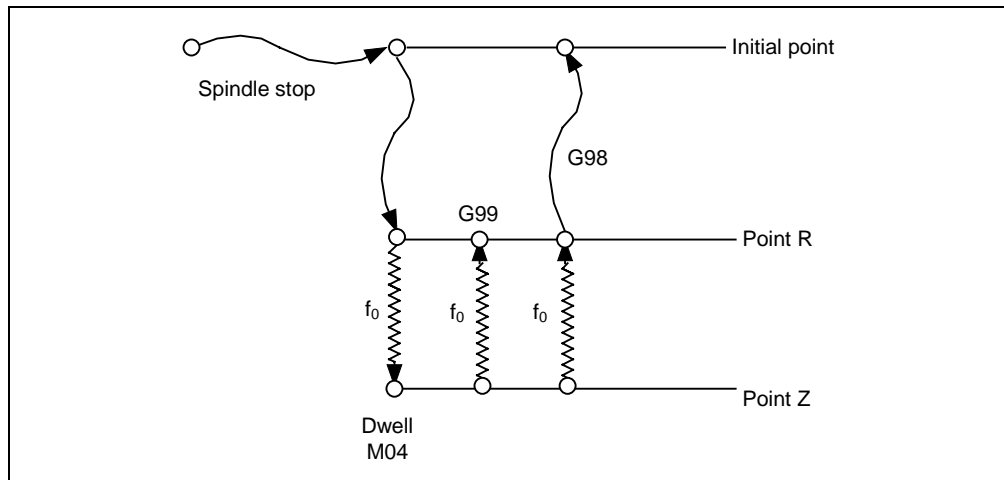 Initial point
Spindle stop
G98
G99
Point R
f₀
f₀
f₀
Point Z
Dwell
M04